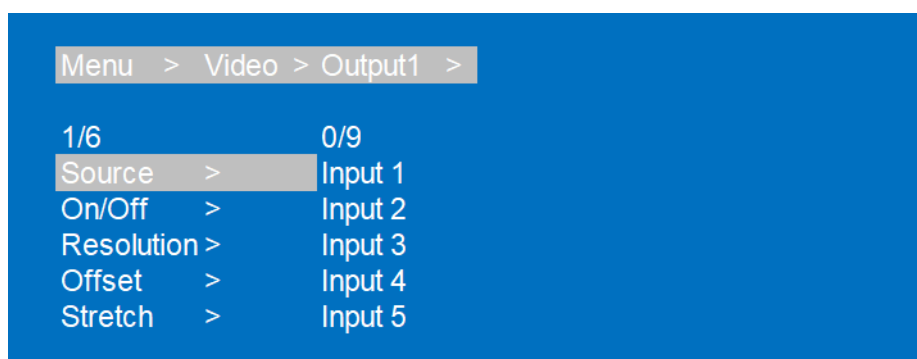 Menu > Video > Output1 >
1/6 0/9
Source > Input 1
On/Off > Input 2
Resolution > Input 3
Offset > Input 4
Stretch > Input 5